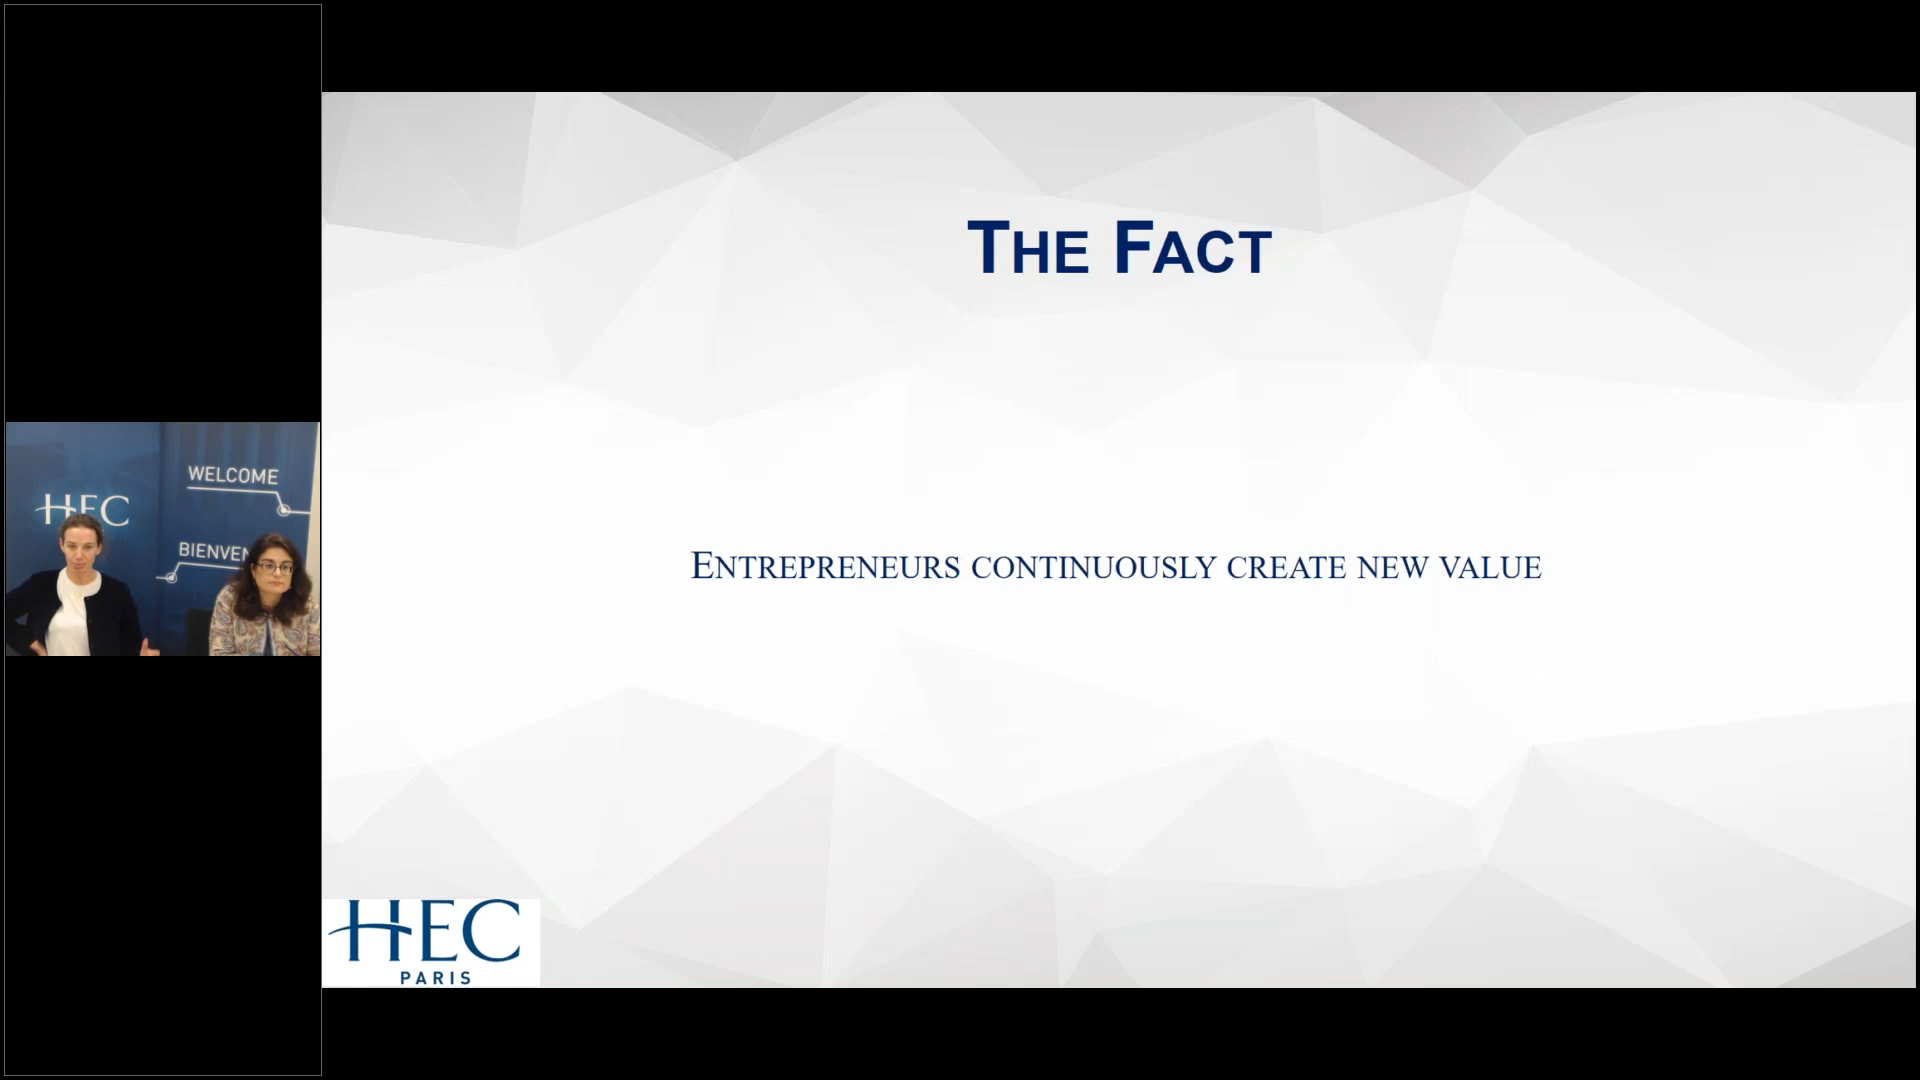 HEC
WELCOME
BIENVEN
THE FACT
ENTREPRENEURS CONTINUOUSLY CREATE NEW VALUE
HEC
PARIS